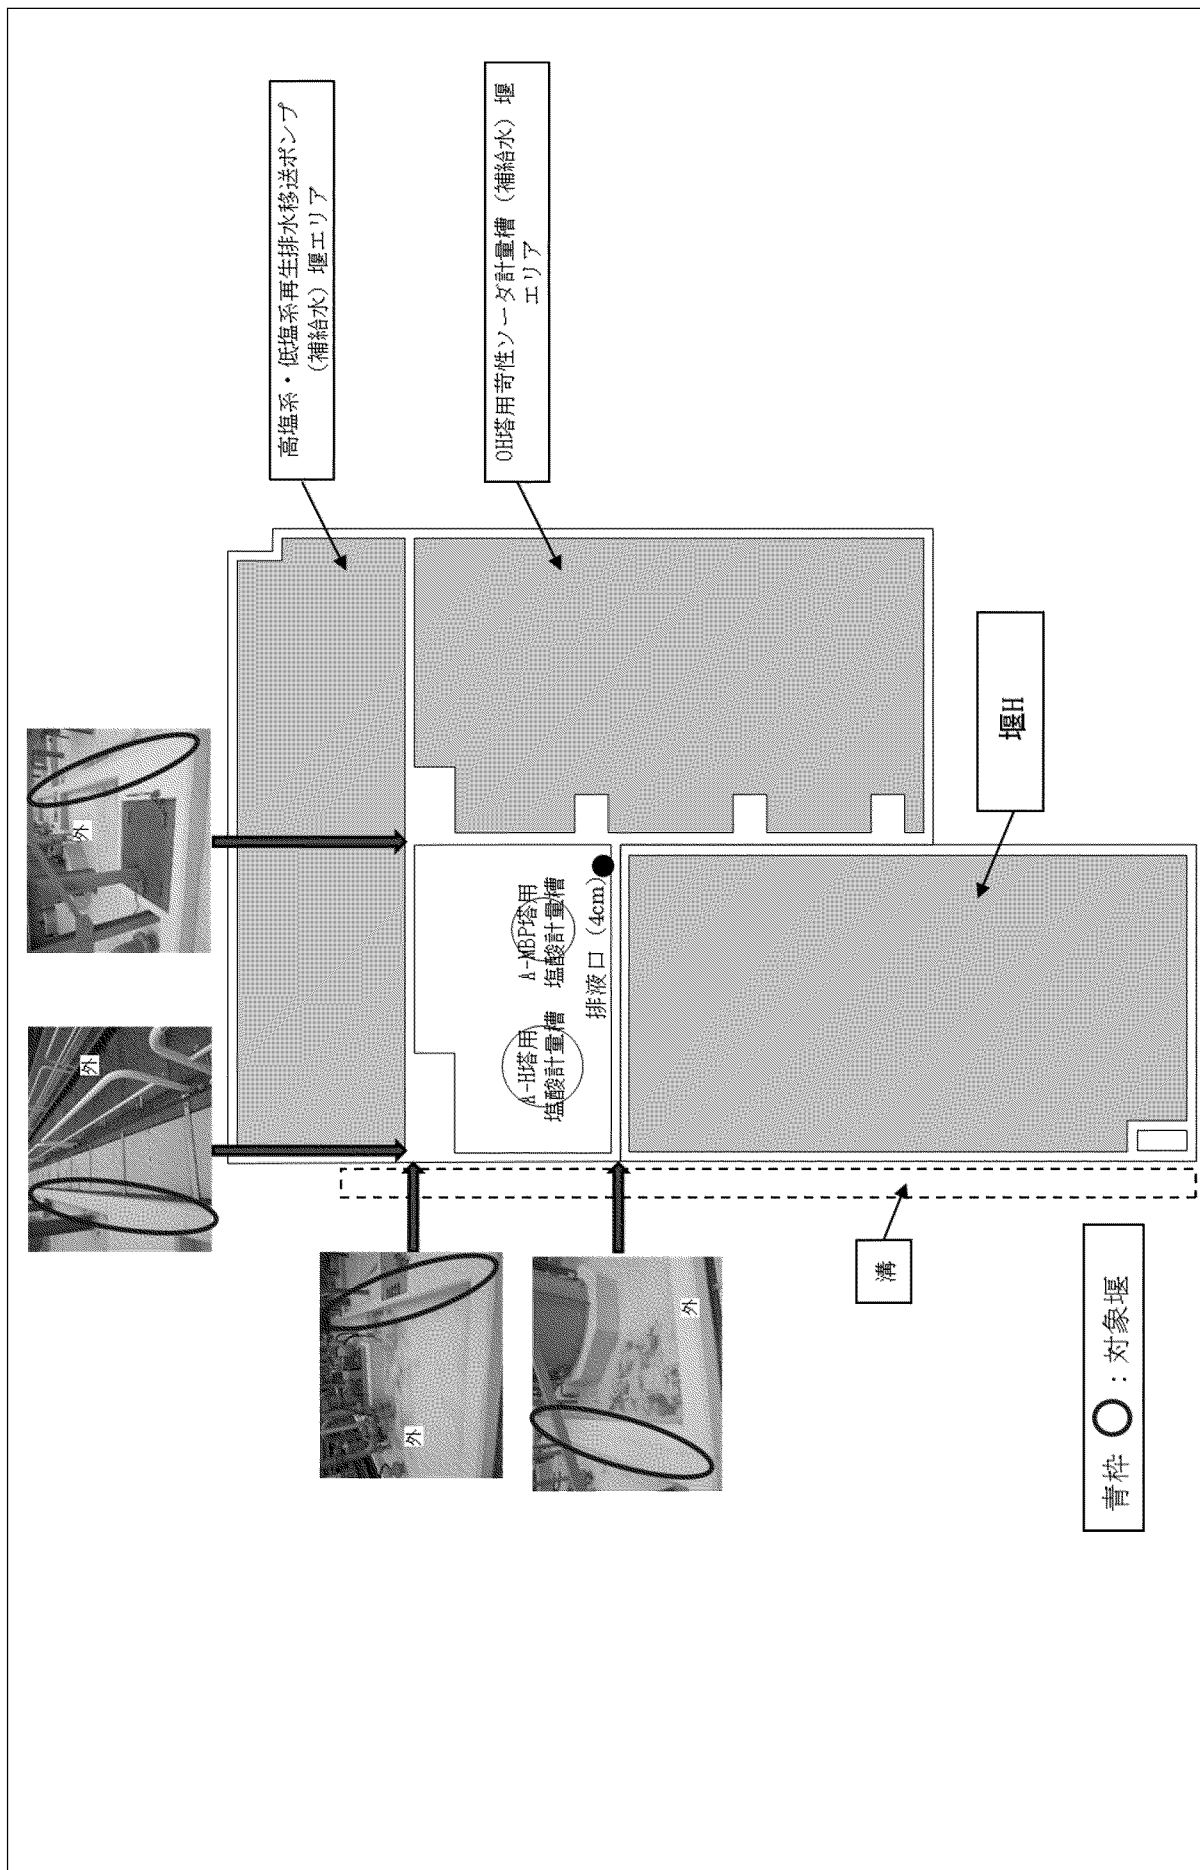 高塩系・低塩系再生排水移送ポンプ
（補給水）堰エリア
OH塔用苛性ソーダ計量槽（補給水）堰
エリア
外
外
外
外
A-H塔用
塩酸計量槽
A-MBP塔用
塩酸計量槽
排液口（4cm）
堰H
溝
青枠 ：対象堰